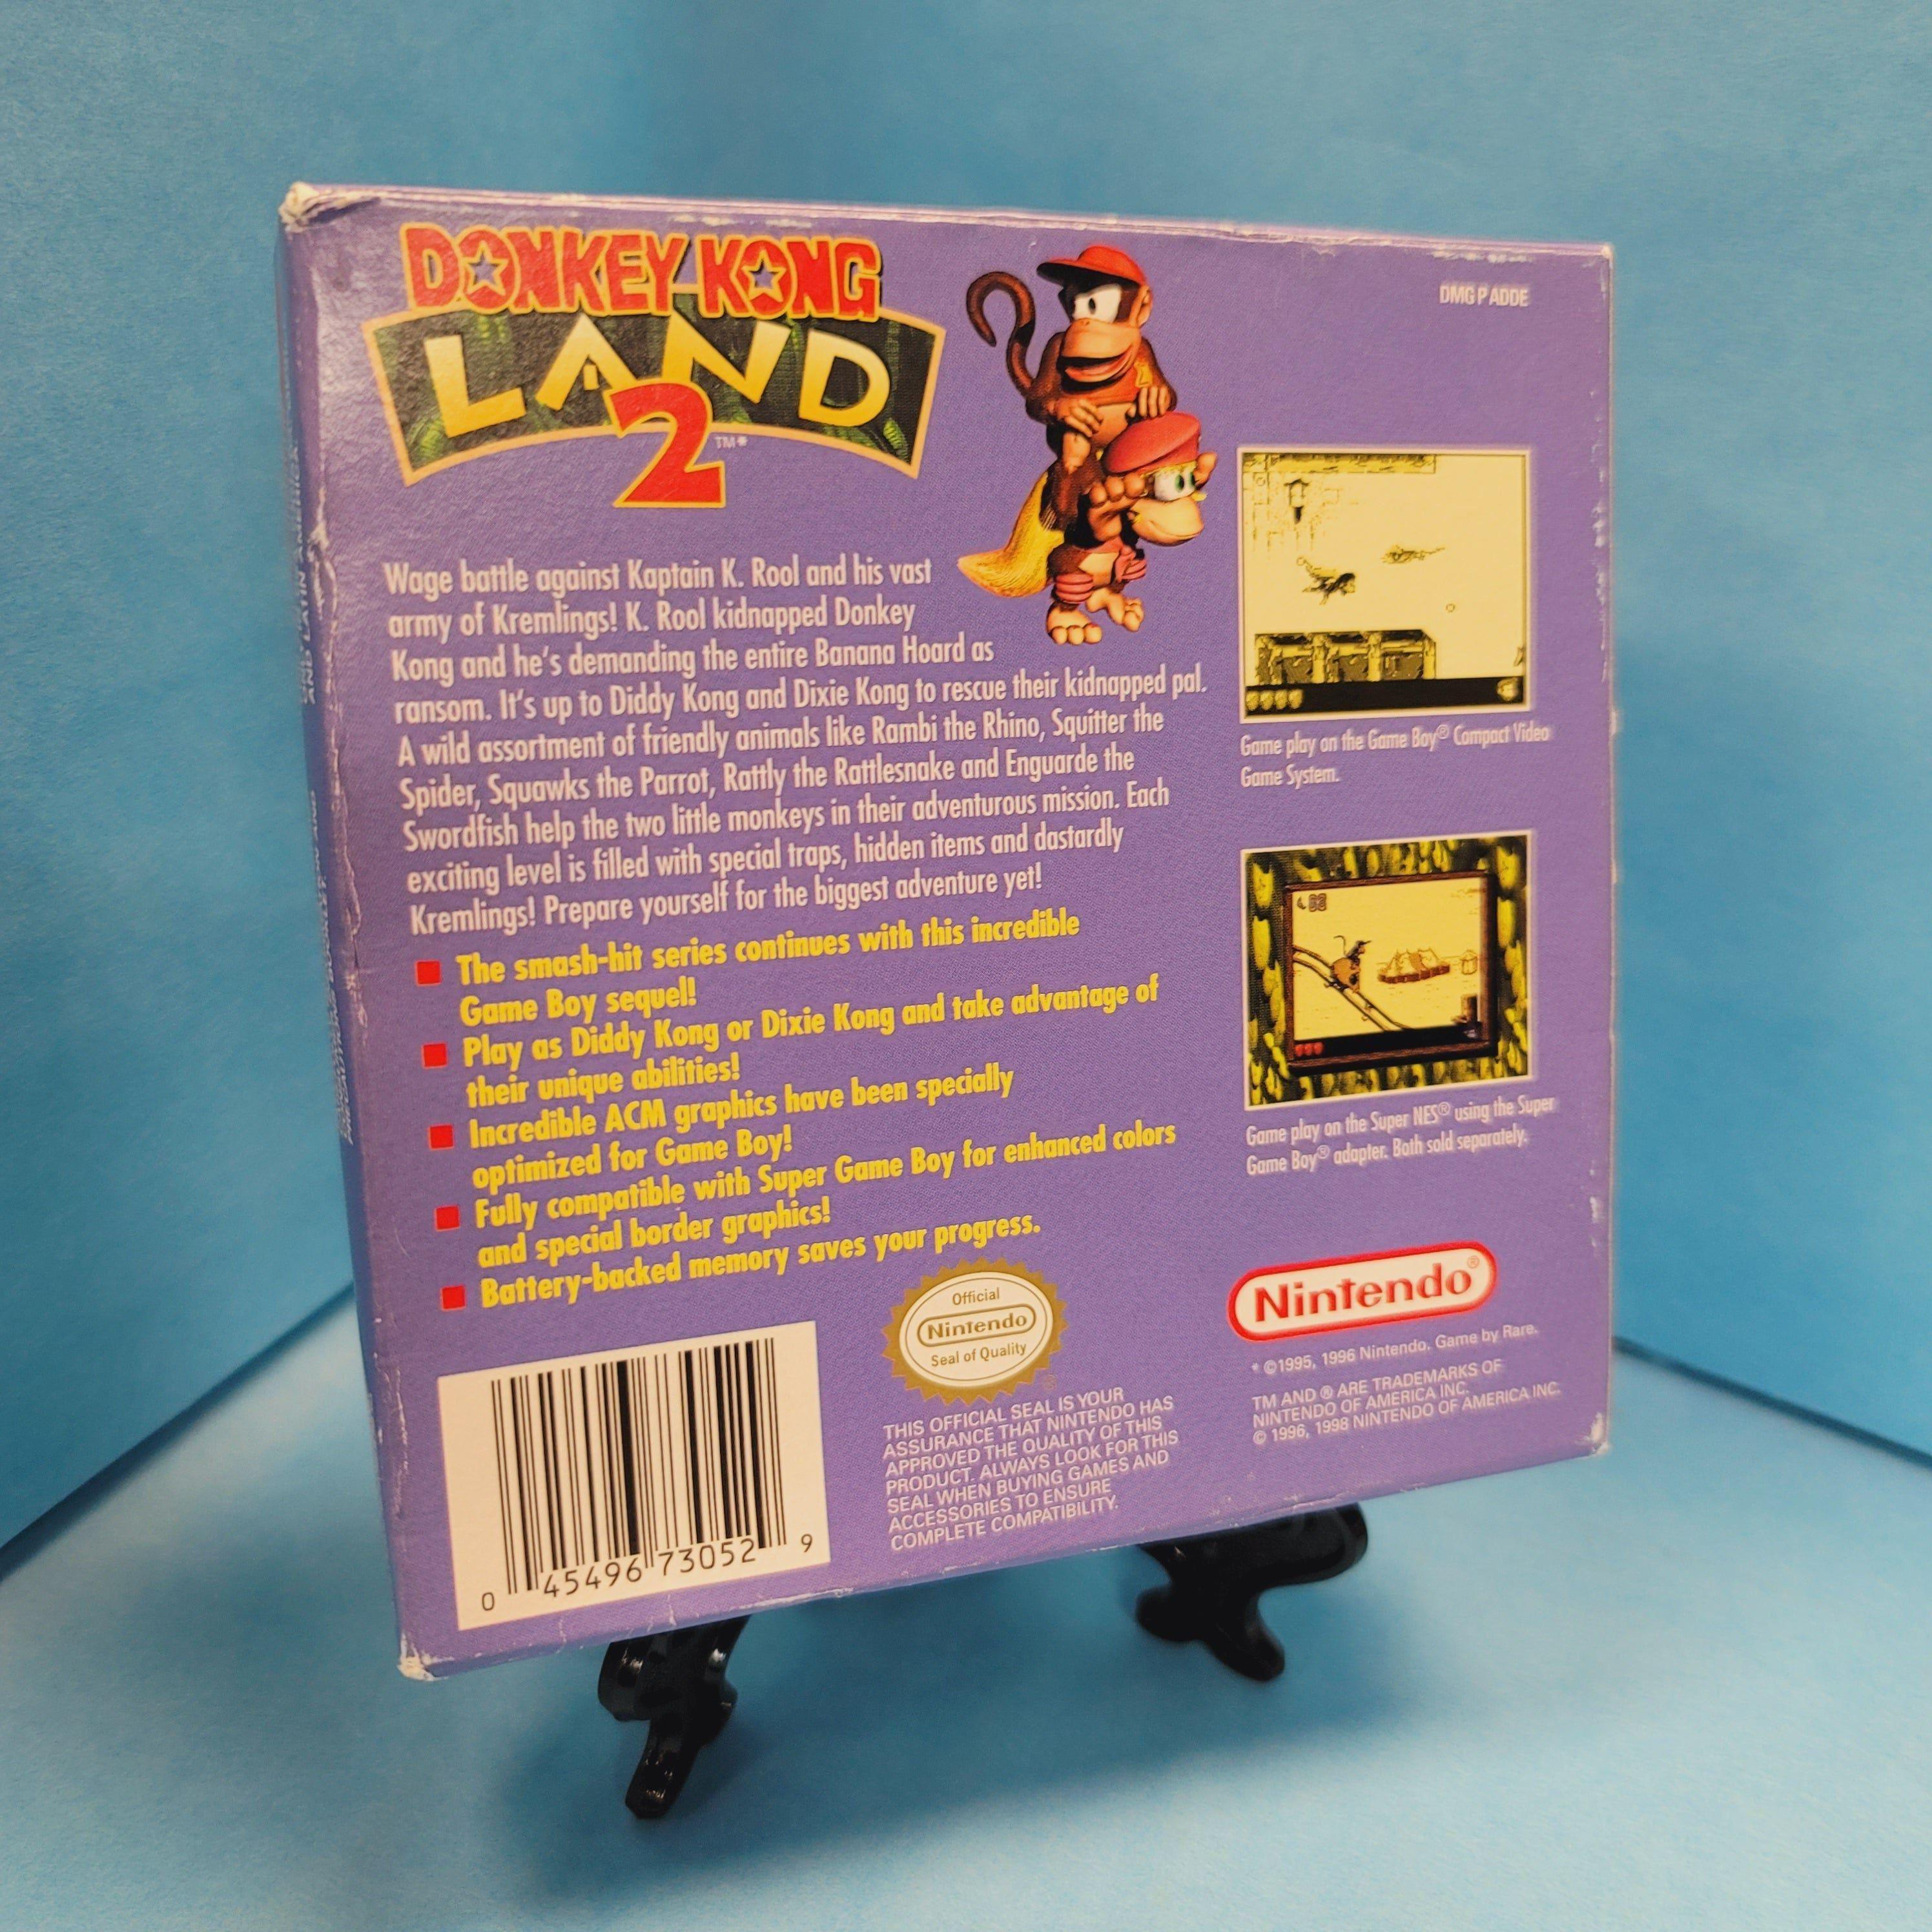 DONKEY KONG
LAND
2
TM*
DMG P ADDE
Wage battle against Kaptain K. Rool and his vast
army of Kremlings! K. Rool kidnapped Donkey
Kong and he's demanding the entire Banana Hoard as
ransom. It's up to Diddy Kong and Dixie Kong to rescue their kidnapped pal.
A wild assortment of friendly animals like Rambi the Rhino, Squitter the
Spider, Squawks the Parrot, Rattly the Rattlesnake and Enguarde the
Swordfish help the two little monkeys in their adventurous mission. Each
exciting level is filled with special traps, hidden items and dastardly
Kremlings! Prepare yourself for the biggest adventure yet!
The smash-hit series continues with this incredible
Game Boy sequel!
Play as Diddy Kong or Dixie Kong and take advantage of
their unique abilities!
Incredible ACM graphics have been specially
optimized for Game Boy!
Fully compatible with Super Game Boy for enhanced colors
and special border graphics!
Battery-backed memory saves your progress.
Game play on the Game Boy® Compact Video
Game System.
Game play on the Super NES® using the Super
Game Boy® adapter. Both sold separately.
0 45496 73052 9
Official
Nintendo
Seal of Quality
®
THIS OFFICIAL SEAL IS YOUR
ASSURANCE THAT NINTENDO HAS
APPROVED THE QUALITY OF THIS
PRODUCT. ALWAYS LOOK FOR THIS
SEAL WHEN BUYING GAMES AND
ACCESSORIES TO ENSURE
COMPLETE COMPATIBILITY.
Nintendo®
* ©1995, 1996 Nintendo. Game by Rare.
TM AND ® ARE TRADEMARKS OF
NINTENDO OF AMERICA INC.
© 1996, 1998 NINTENDO OF AMERICA INC.
AND LATIN AMERICA